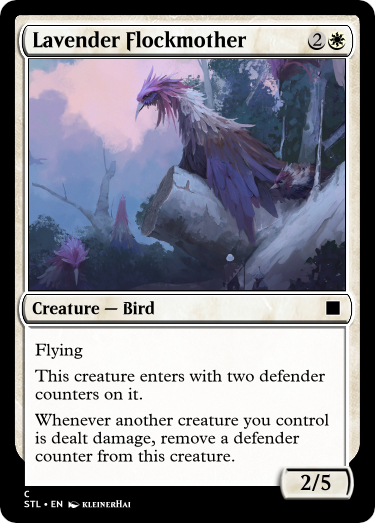 Lavender Flockmother 2
Creature — Bird
Flying
This creature enters with two defender
counters on it.
Whenever another creature you control
is dealt damage, remove a defender
counter from this creature.
2/5
C
STL • EN KLEINERHAI